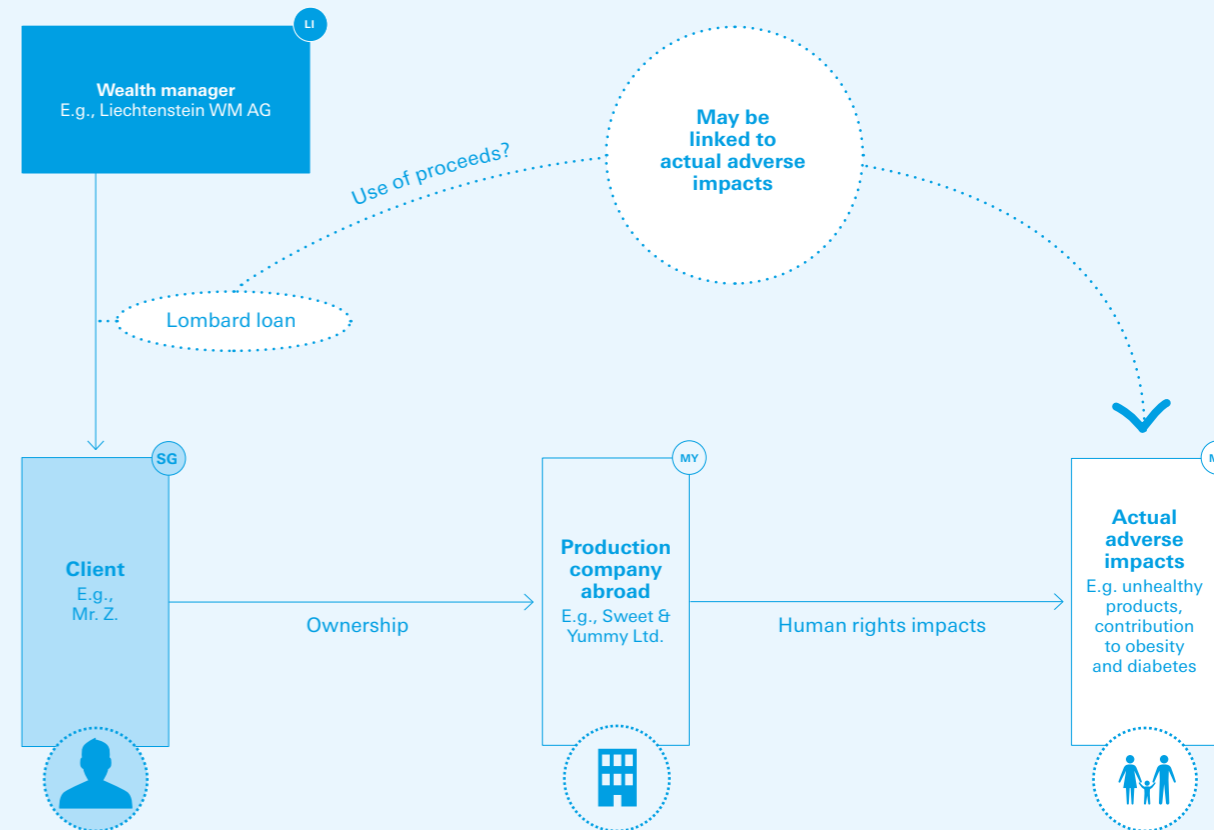 LI
Wealth manager
E.g., Liechtenstein WM AG
May be
linked to
actual adverse
impacts
Use of proceeds?
Lombard loan
SG
Client
E.g.,
Mr. Z.
Ownership
MY
Production
company
abroad
E.g., Sweet &
Yummy Ltd.
Human rights impacts
Actual
adverse
impacts
E.g. unhealthy
products,
contribution
to obesity
and diabetes